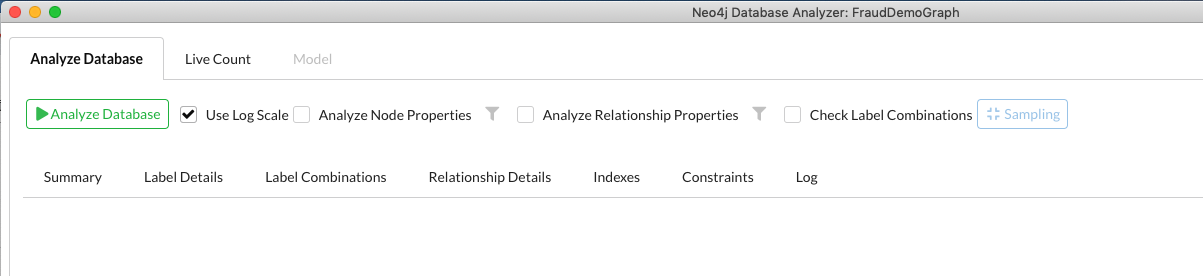 Neo4j Database Analyzer: FraudDemoGraph
Analyze Database Live Count Model
Analyze Database Use Log Scale Analyze Node Properties Analyze Relationship Properties Check Label Combinations Sampling
Summary Label Details Label Combinations Relationship Details Indexes Constraints Log